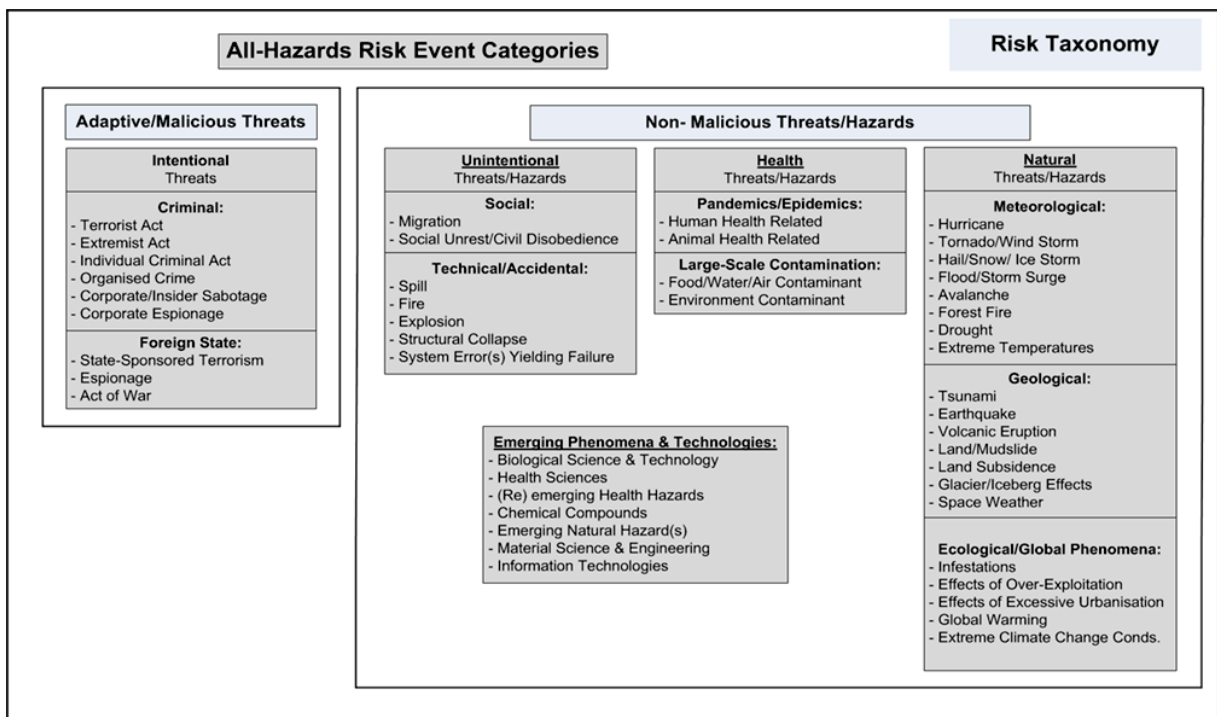 All-Hazards Risk Event Categories
Risk Taxonomy
Adaptive/Malicious Threats
Intentional
Threats
Criminal:
- Terrorist Act
- Extremist Act
- Individual Criminal Act
- Organised Crime
- Corporate/Insider Sabotage
- Corporate Espionage
Foreign State:
- State-Sponsored Terrorism
- Espionage
- Act of War
Non- Malicious Threats/Hazards
Unintentional
Threats/Hazards
Social:
- Migration
- Social Unrest/Civil Disobedience
Technical/Accidental:
- Spill
- Fire
- Explosion
- Structural Collapse
- System Error(s) Yielding Failure
Health
Threats/Hazards
Pandemics/Epidemics:
- Human Health Related
- Animal Health Related
Large-Scale Contamination:
- Food/Water/Air Contaminant
- Environment Contaminant
Natural
Threats/Hazards
Meteorological:
- Hurricane
- Tornado/Wind Storm
- Hail/Snow/ Ice Storm
- Flood/Storm Surge
- Avalanche
- Forest Fire
- Drought
- Extreme Temperatures
Geological:
- Tsunami
- Earthquake
- Volcanic Eruption
- Land/Mudslide
- Land Subsidence
- Glacier/Iceberg Effects
- Space Weather
Ecological/Global Phenomena:
- Infestations
- Effects of Over-Exploitation
- Effects of Excessive Urbanisation
- Global Warming
- Extreme Climate Change Conds.
Emerging Phenomena & Technologies:
- Biological Science & Technology
- Health Sciences
- (Re) emerging Health Hazards
- Chemical Compounds
- Emerging Natural Hazard(s)
- Material Science & Engineering
- Information Technologies